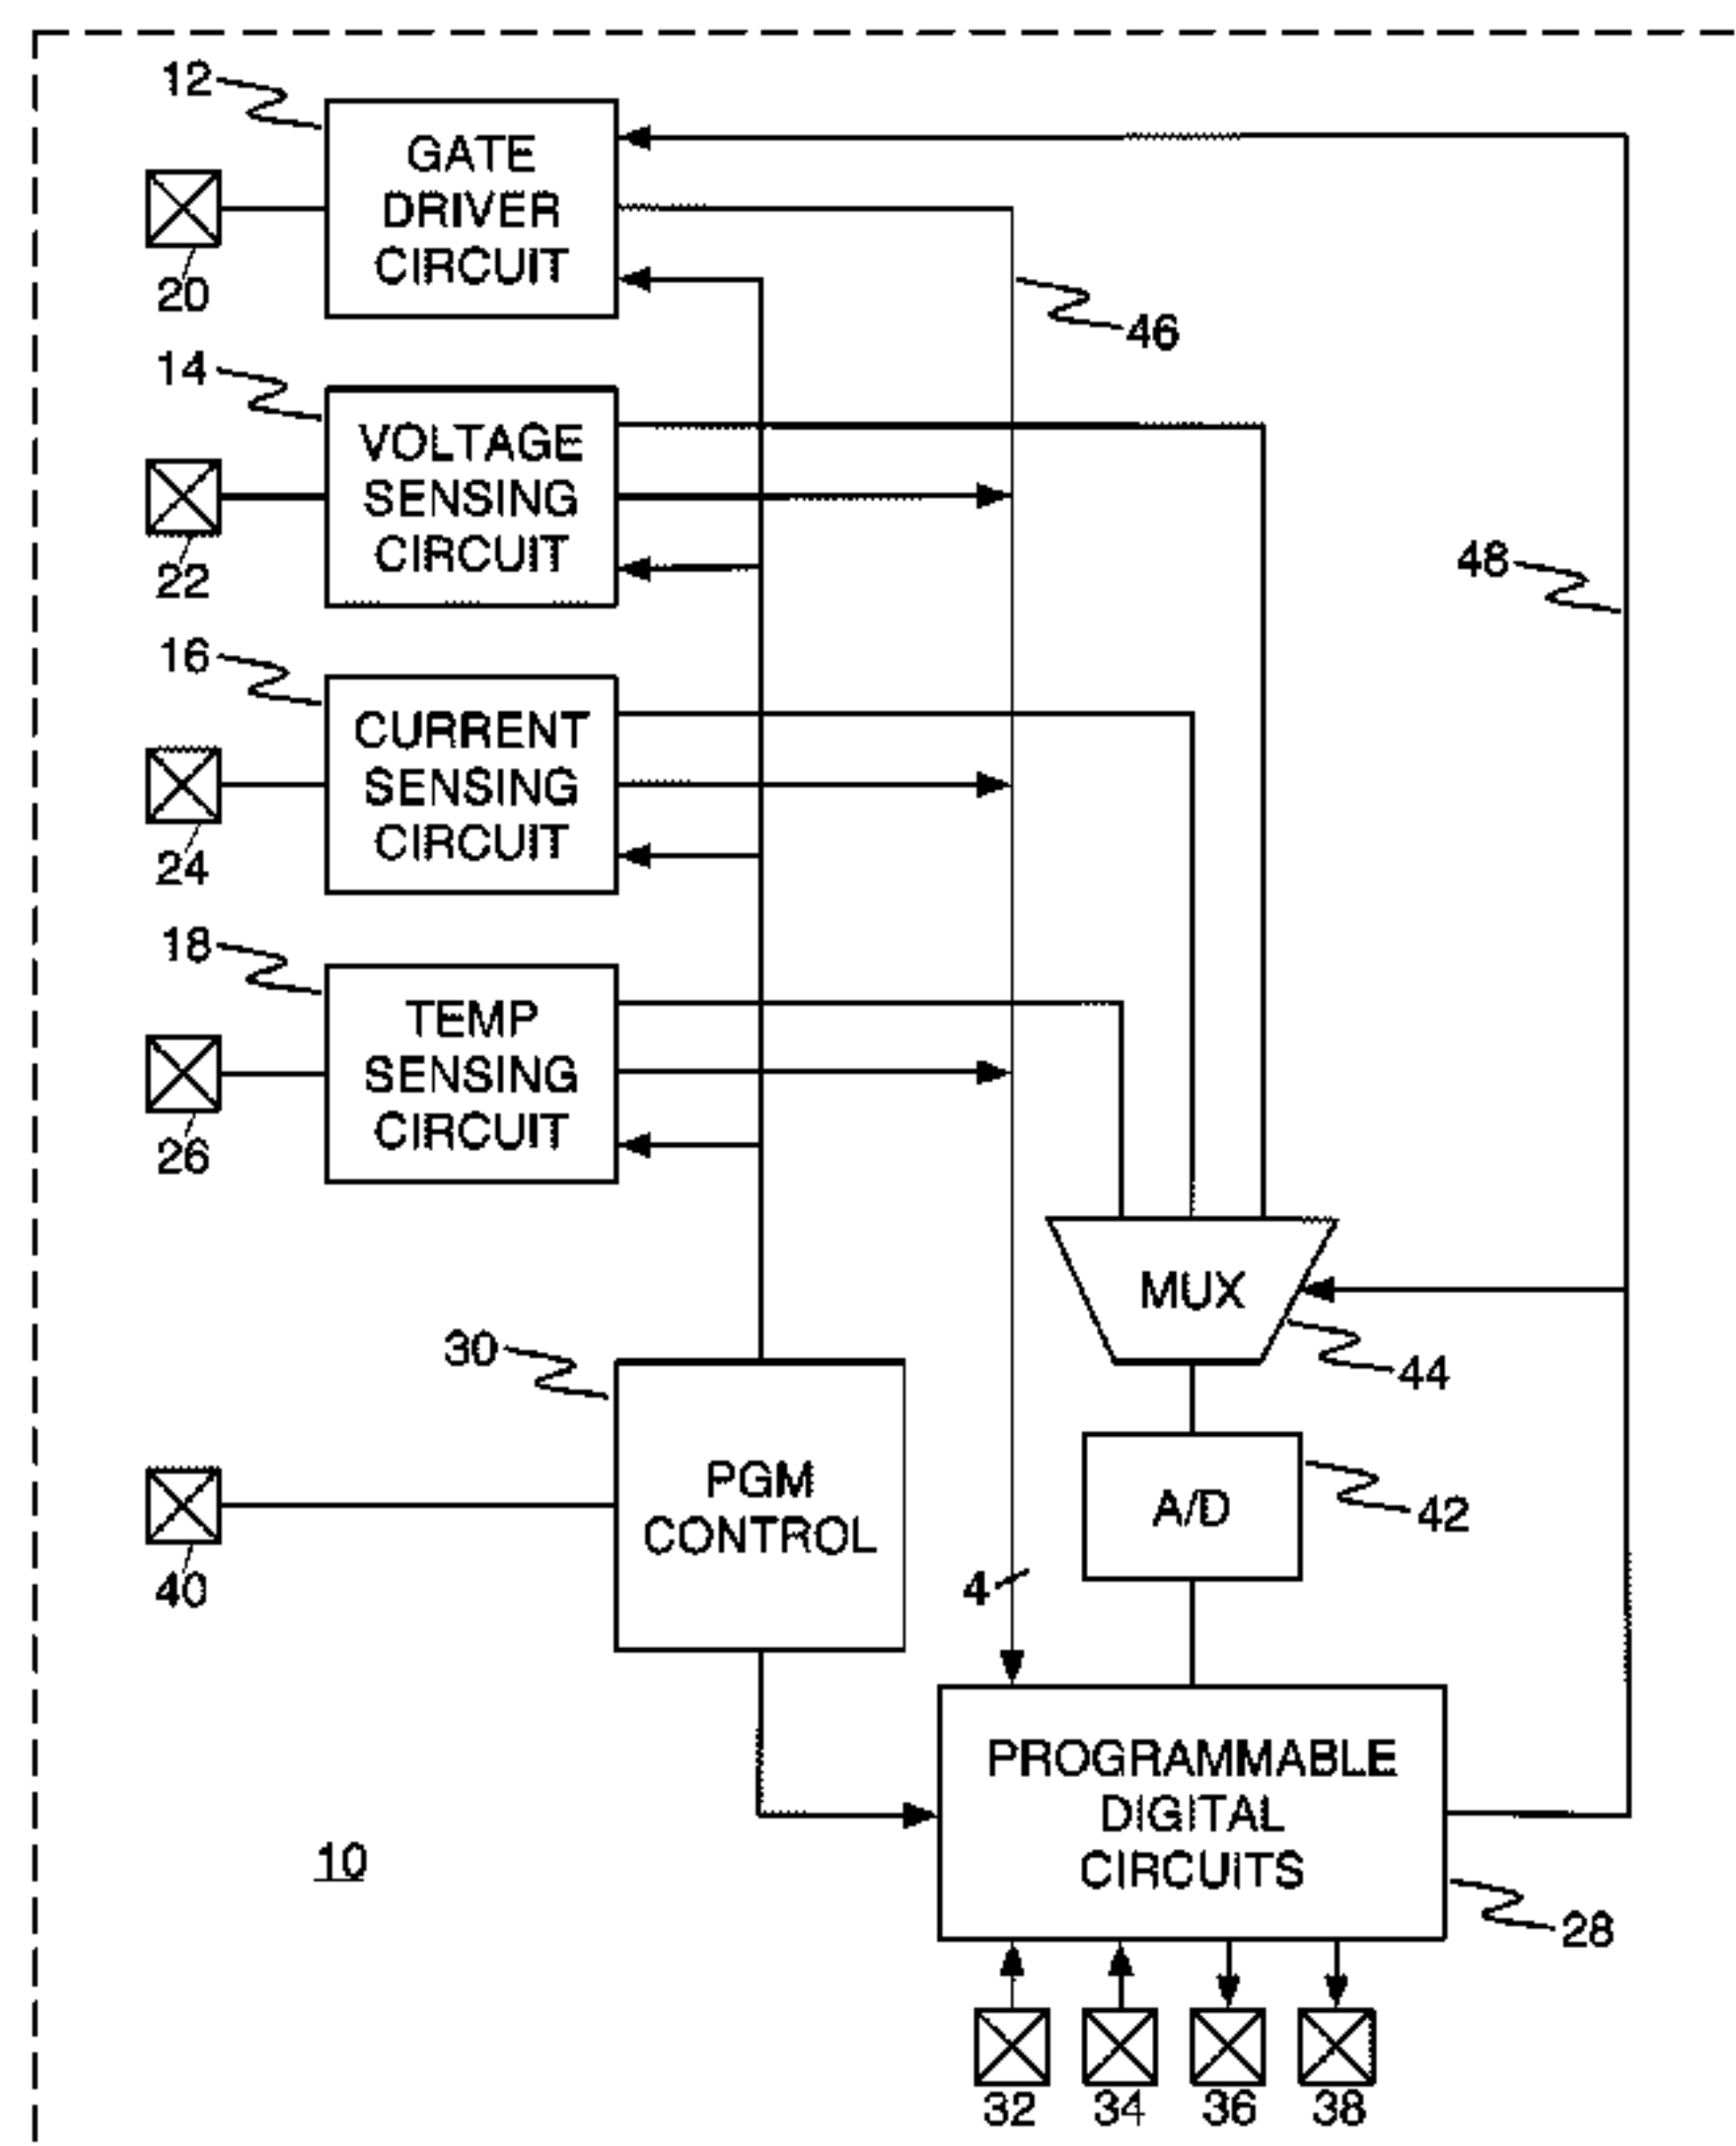 12
GATE
DRIVER
CIRCUIT
20
46
14
VOLTAGE
SENSING
CIRCUIT
22
48
16
CURRENT
SENSING
CIRCUIT
24
18
TEMP
SENSING
CIRCUIT
26
MUX
44
30
PGM
CONTROL
40
A/D
42
4
PROGRAMMABLE
DIGITAL
CIRCUITS
10
28
32
34
36
38